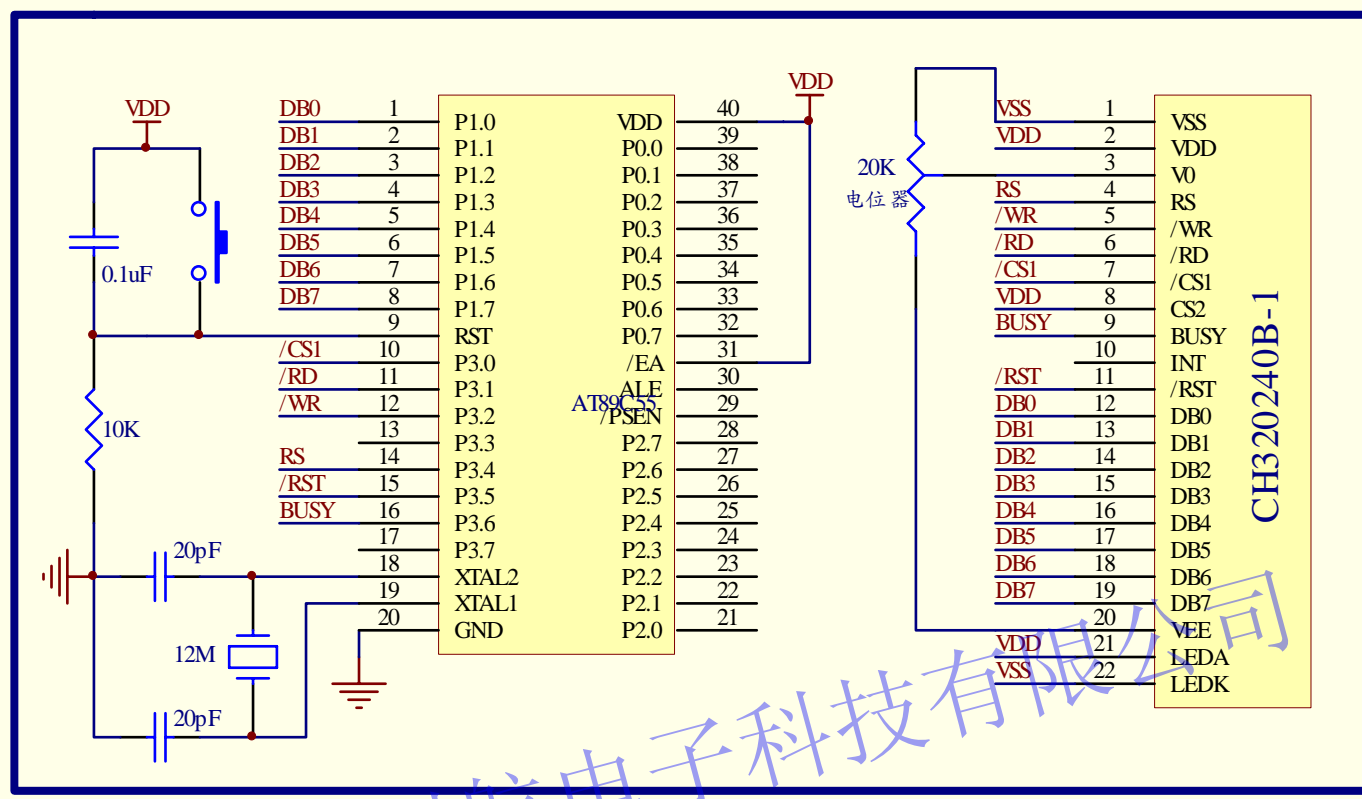 VDD
0.1uF
10K
20pF
12M
20pF
DB0 1 P1.0
DB1 2 P1.1
DB2 3 P1.2
DB3 4 P1.3
DB4 5 P1.4
DB5 6 P1.5
DB6 7 P1.6
DB7 8 P1.7
9 RST
/CS1 10 P3.0
/RD 11 P3.1
/WR 12 P3.2
13 P3.3
RS 14 P3.4
/RST 15 P3.5
BUSY 16 P3.6
17 P3.7
18 XTAL2
19 XTAL1
20 GND
AT89C55
VDD 40
P0.0 39
P0.1 38
P0.2 37
P0.3 36
P0.4 35
P0.5 34
P0.6 33
P0.7 32
/EA 31
ALE 30
/PSEN 29
P2.7 28
P2.6 27
P2.5 26
P2.4 25
P2.3 24
P2.2 23
P2.1 22
P2.0 21
VDD
20K
电位器
VSS 1 VSS
VDD 2 VDD
3 V0
RS 4 RS
/WR 5 /WR
/RD 6 /RD
/CS1 7 /CS1
VDD 8 CS2
BUSY 9 BUSY
10 INT
/RST 11 /RST
DB0 12 DB0
DB1 13 DB1
DB2 14 DB2
DB3 15 DB3
DB4 16 DB4
DB5 17 DB5
DB6 18 DB6
DB7 19 DB7
20 VEE
VDD 21 LEDA
VSS 22 LEDK
CH320240B-1
电子科技有限公司